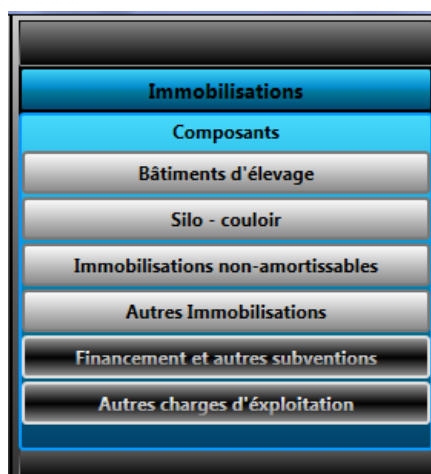 Immobilisations
Composants
Bâtiments d'élevage
Silo - couloir
Immobilisations non-amortissables
Autres Immobilisations
Financement et autres subventions
Autres charges d'éxploitation